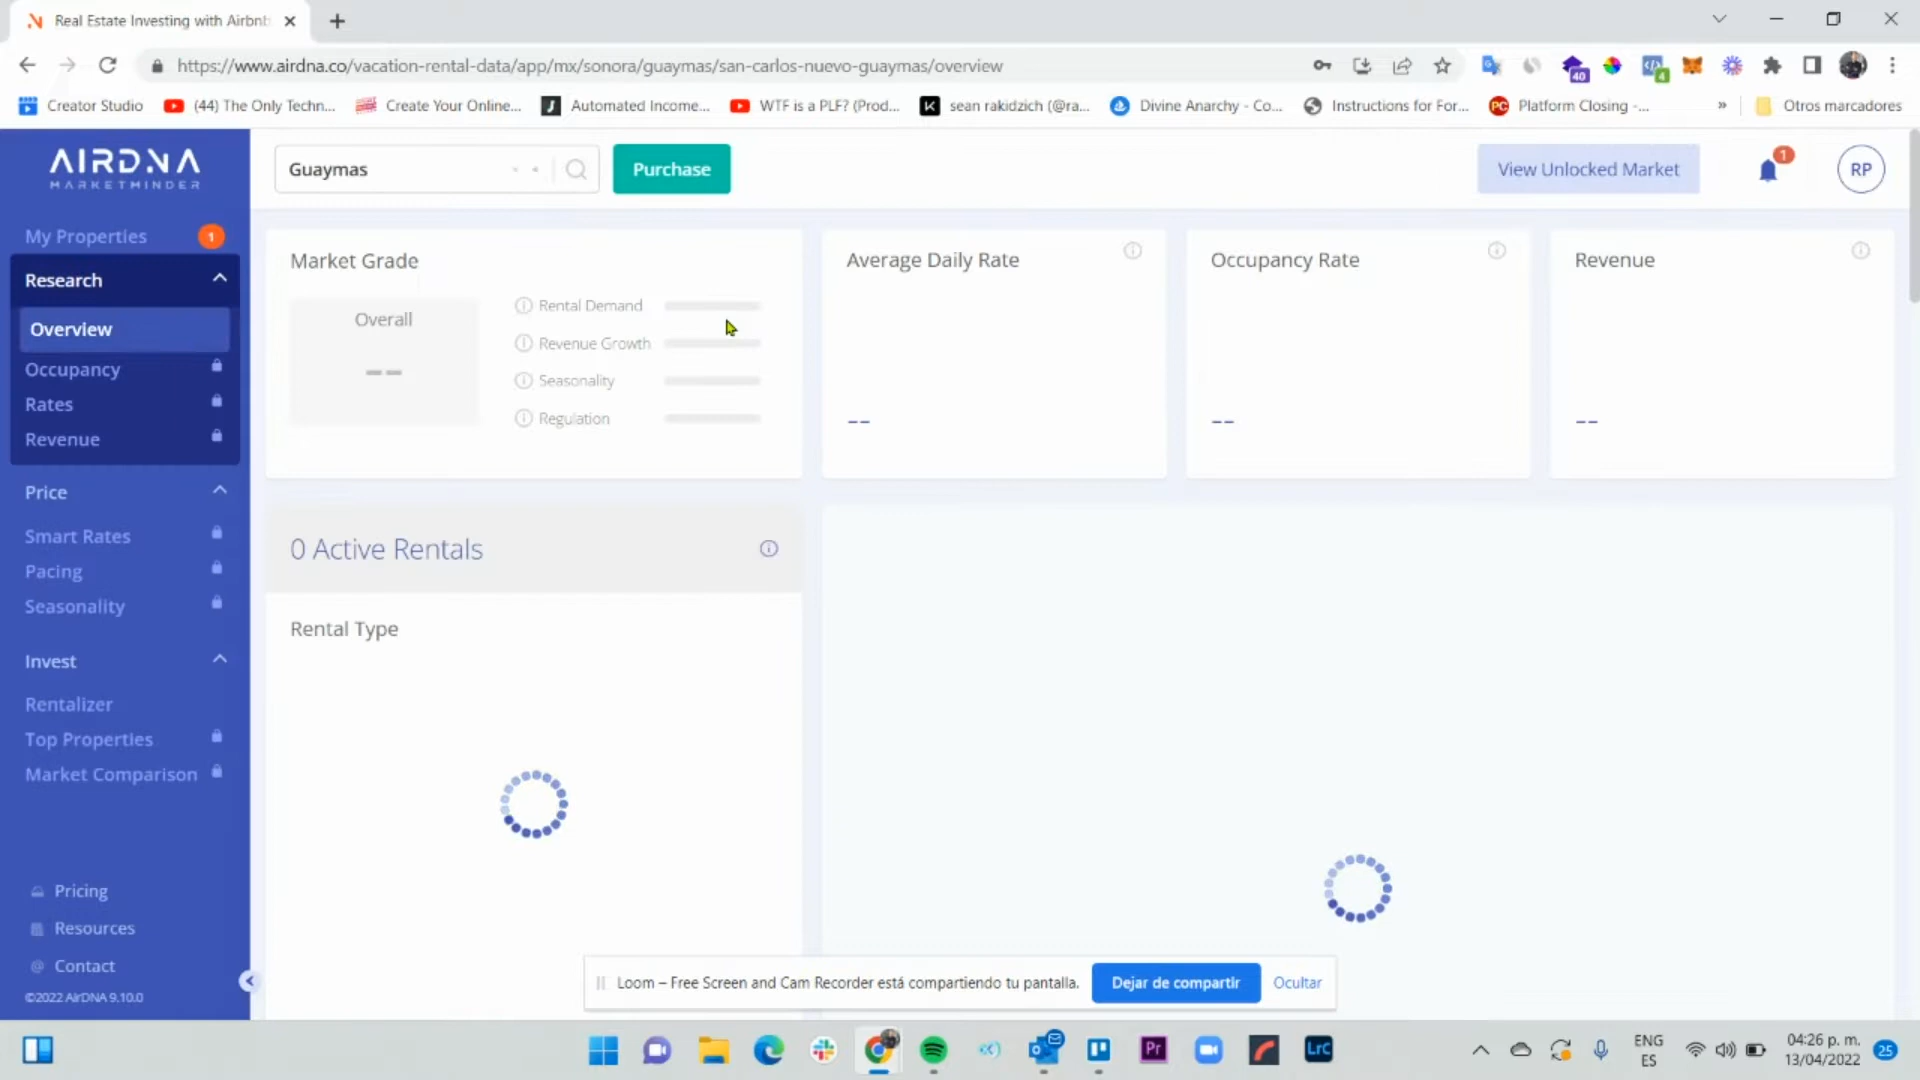 Real Estate Investing with Airbnb
https://www.airdna.co/vacation-rental-data/app/mx/sonora/guaymas/san-carlos-nuevo-guaymas/overview
40
4
Creator Studio
(44) The Only Techn...
Create Your Online...
Automated Income...
WTF is a PLF? (Prod...
sean rakidzich (@ra...
Divine Anarchy - Co...
Instructions for For...
Platform Closing -...
»
Otros marcadores
AIRDNA
MARKETMINDER
Guaymas
Purchase
View Unlocked Market
1
RP
My Properties
1
Research
Overview
Occupancy
Rates
Revenue
Price
Smart Rates
Pacing
Seasonality
Invest
Rentalizer
Top Properties
Market Comparison
Pricing
Resources
Contact
©2022 AirDNA 9.10.0
Market Grade
Overall
--
Rental Demand
Revenue Growth
Seasonality
Regulation
Average Daily Rate
--
Occupancy Rate
--
Revenue
--
0 Active Rentals
Rental Type
Loom – Free Screen and Cam Recorder está compartiendo tu pantalla.
Dejar de compartir
Ocultar
Pr
LrC
ENG
ES
04:26 p. m.
13/04/2022
25